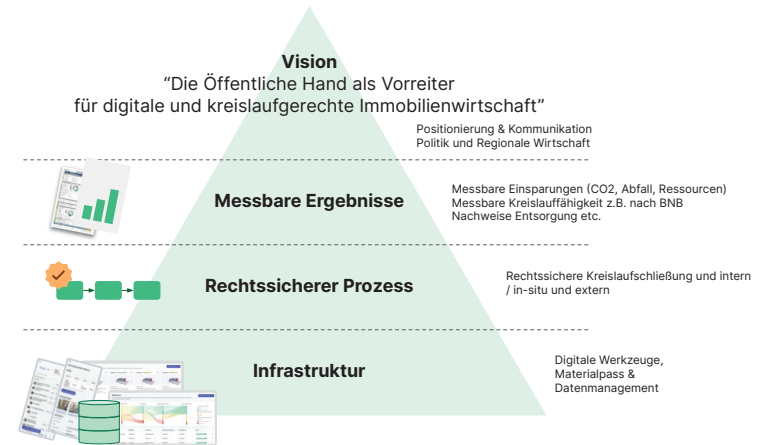 Vision
“Die Öffentliche Hand als Vorreiter
für digitale und kreislaufgerechte Immobilienwirtschaft”
Positionierung & Kommunikation
Politik und Regionale Wirtschaft
Messbare Ergebnisse
Messbare Einsparungen (CO2, Abfall, Ressourcen)
Messbare Kreislauffähigkeit z.B. nach BNB
Nachweise Entsorgung etc.
Rechtssicherer Prozess
Rechtssichere Kreislaufschließung und intern
/ in-situ und extern
Infrastruktur
Digitale Werkzeuge,
Materialpass &
Datenmanagement